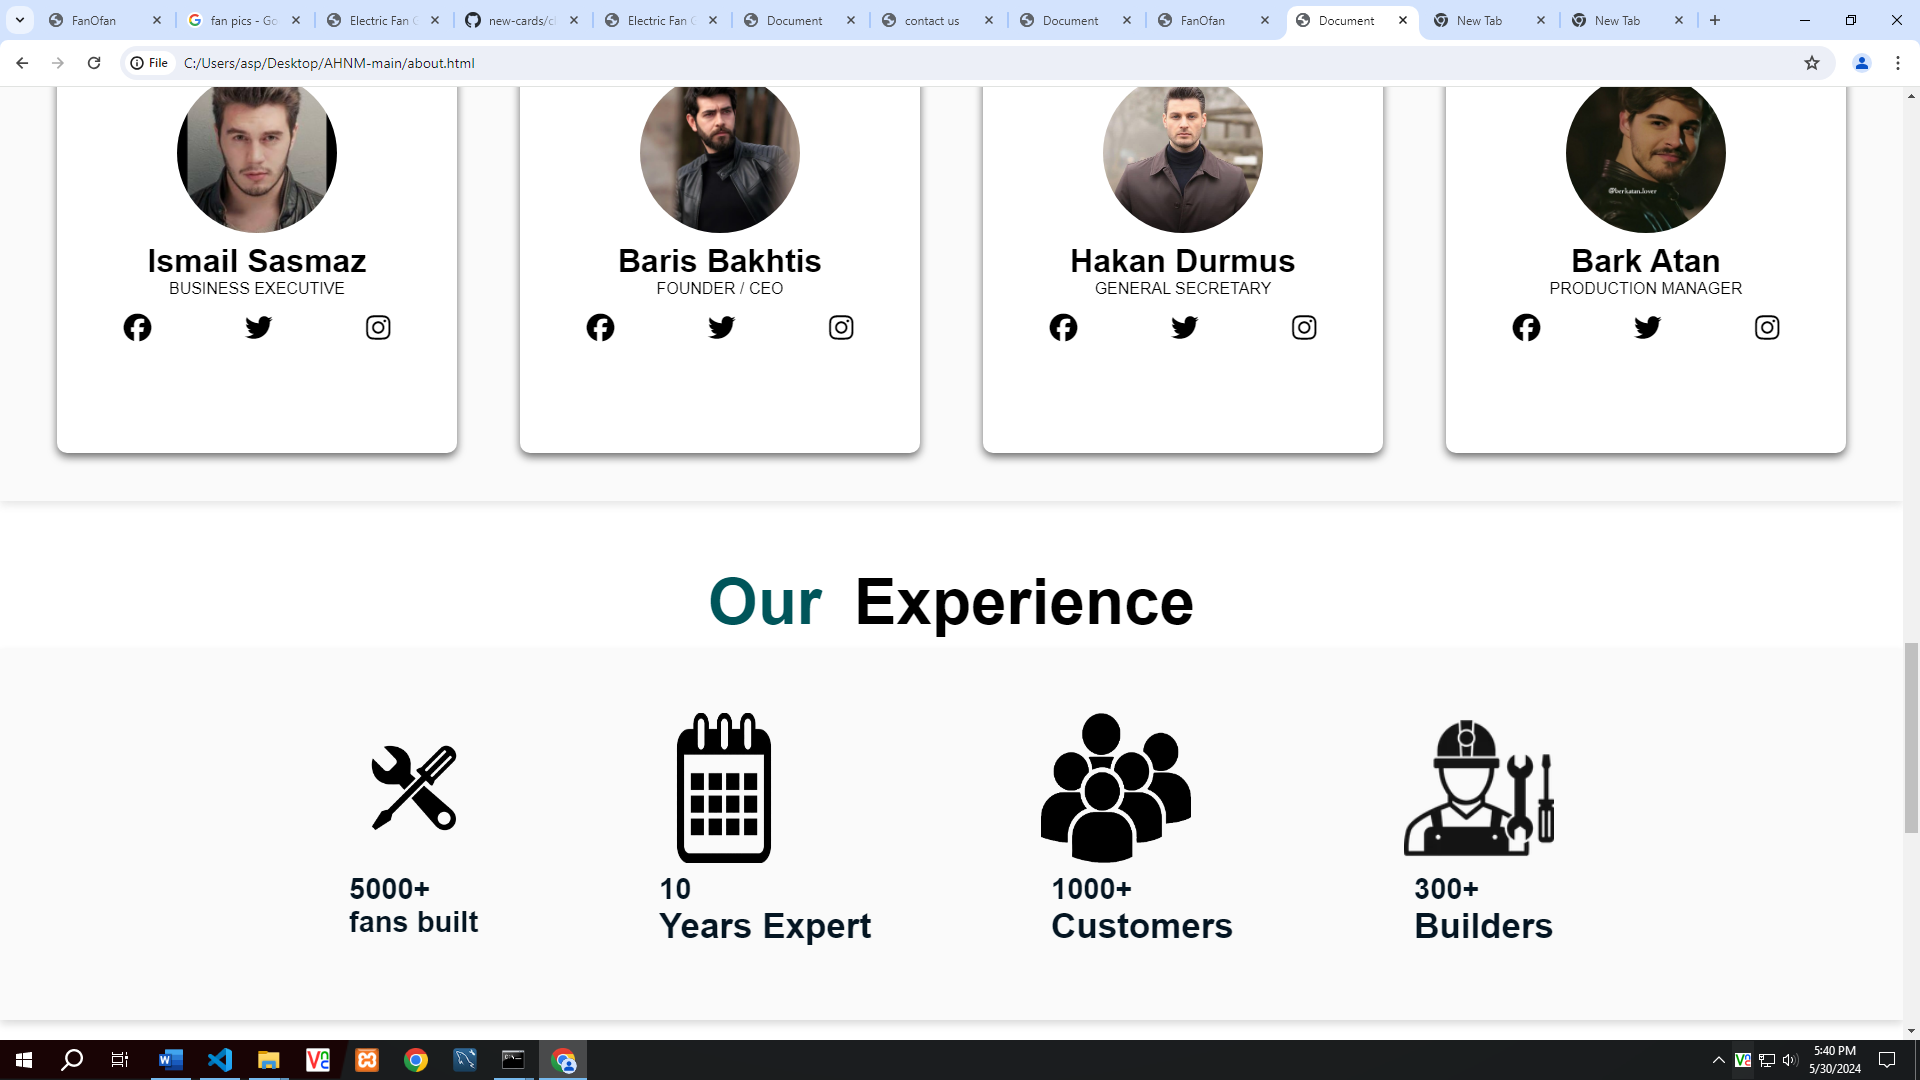 FanOfan
fan pics - Go
Electric Fan C
new-cards/ci
Electric Fan C
Document
contact us
Document
FanOfan
Document
New Tab
New Tab
File
C:/Users/asp/Desktop/AHNM-main/about.html
@berkatan.lover
Ismail Sasmaz
BUSINESS EXECUTIVE
Baris Bakhtis
FOUNDER / CEO
Hakan Durmus
GENERAL SECRETARY
Bark Atan
PRODUCTION MANAGER
Our Experience
5000+
fans built
10
Years Expert
1000+
Customers
300+
Builders
5:40 PM
5/30/2024